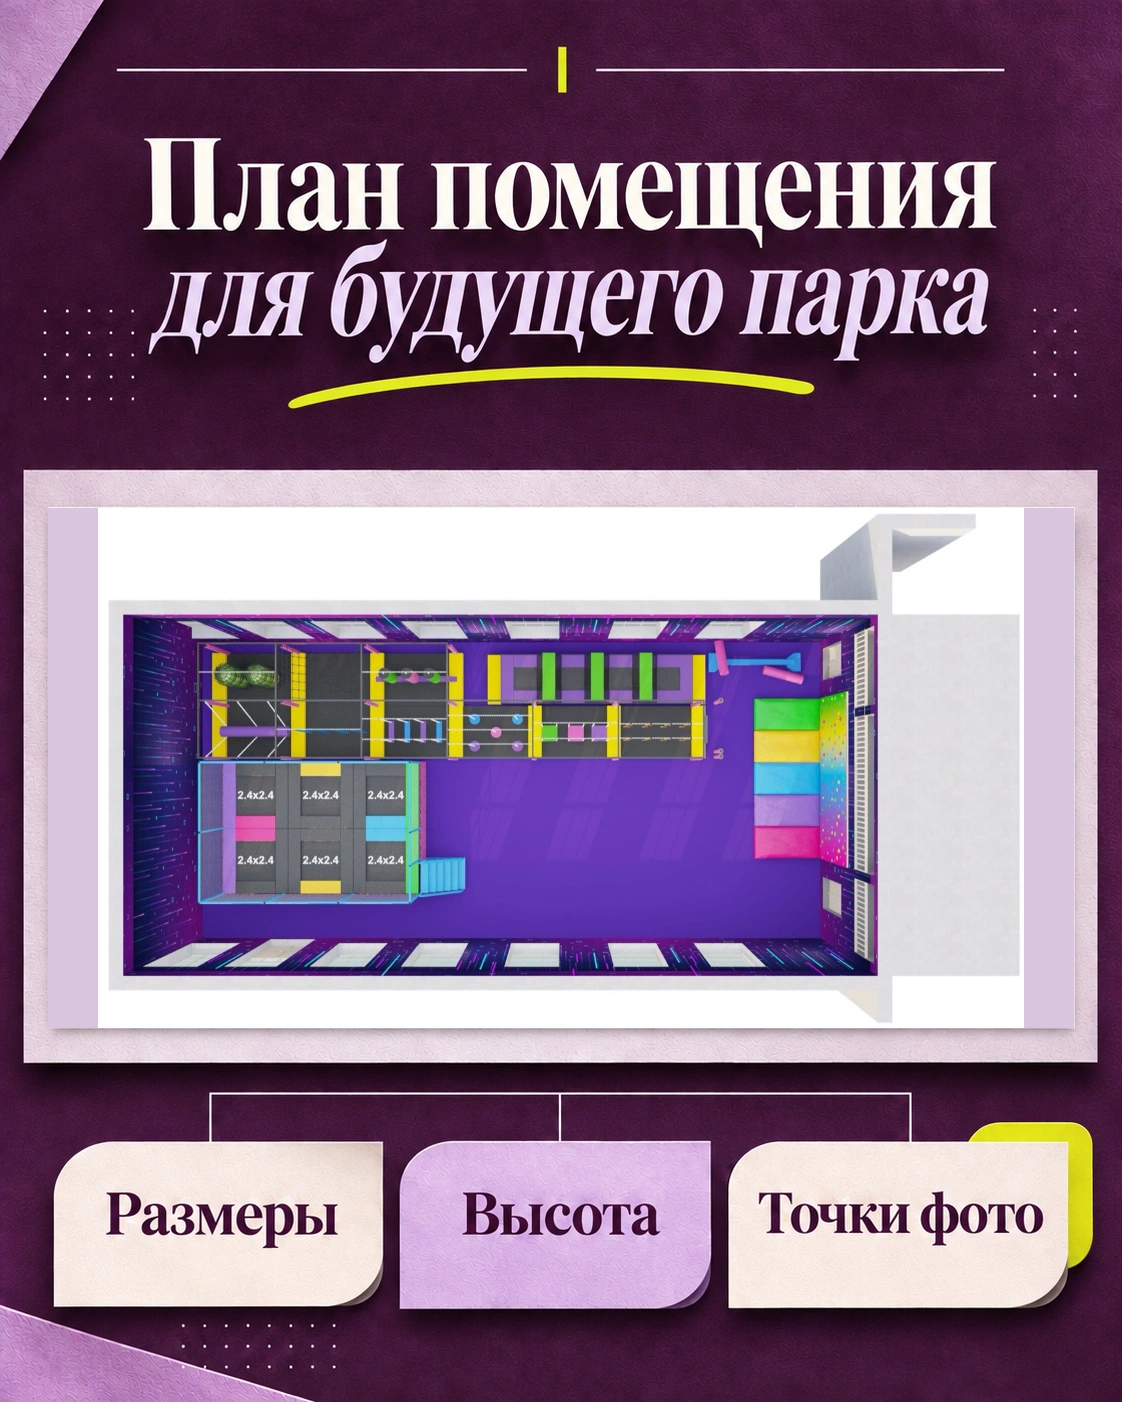 План помещения
для будущего парка
2.4x2.4 2.4x2.4 2.4x2.4
2.4x2.4 2.4x2.4 2.4x2.4
Размеры
Высота
Точки фото